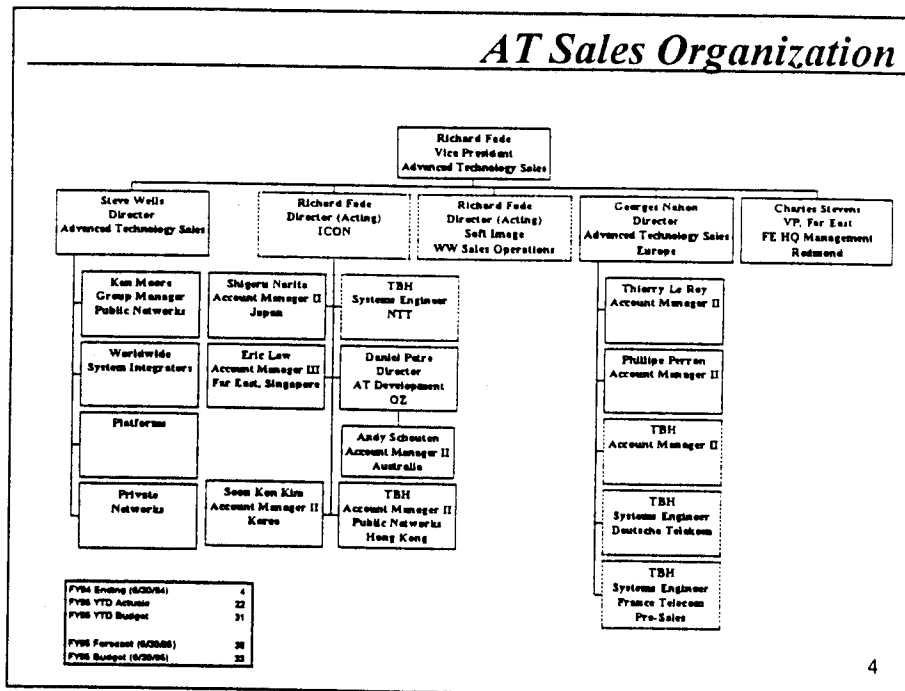 AT Sales Organization
Richard Fade
Vice President
Advanced Technology Sales
Steve Wells
Director
Advanced Technology Sales
Richard Fade
Director (Acting)
ICON
Richard Fade
Director (Acting)
Soft Image
WW Sales Operations
Georges Nahon
Director
Advanced Technology Sales
Europe
Charles Stevens
VP, Far East
FE HQ Management
Redmond
Ken Moore
Group Manager
Public Networks
Worldwide
System Integrators
Platforms
Private
Networks
Shigeru Narita
Account Manager II
Japan
Eric Law
Account Manager III
Far East, Singapore
Soon Ken Kim
Account Manager II
Korea
TBH
Systems Engineer
NTT
Daniel Petre
Director
AT Development
OZ
Andy Schouten
Account Manager II
Australia
TBH
Account Manager II
Public Networks
Hong Kong
Thierry Le Roy
Account Manager II
Phillipe Perron
Account Manager II
TBH
Account Manager II
TBH
Systems Engineer
Deutsche Telekom
TBH
Systems Engineer
France Telecom
Pre-Sales
FY94 Ending (6/30/94) 4
FY95 YTD Actuals 22
FY95 YTD Budget 31
FY95 Forecast (6/30/95)
FY95 Budget (6/30/95) 33
4